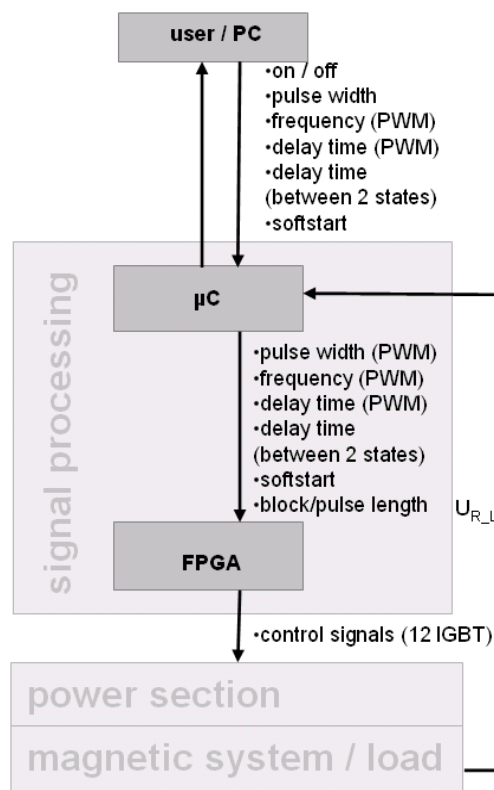 user / PC
•on / off
•pulse width
•frequency (PWM)
•delay time (PWM)
•delay time
(between 2 states)
•softstart
signal processing
µC
•pulse width (PWM)
•frequency (PWM)
•delay time (PWM)
•delay time
(between 2 states)
•softstart
•block/pulse length
U_R_L
FPGA
•control signals (12 IGBT)
power section
magnetic system / load